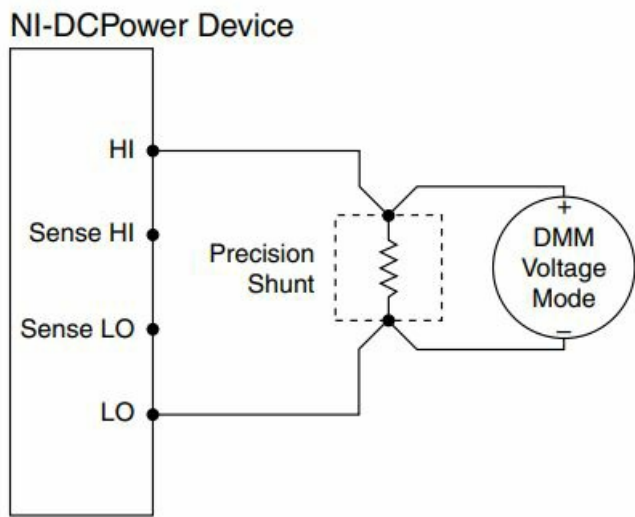 NI-DCPower Device
HI
Sense HI
Sense LO
LO
Precision
Shunt
+
DMM
Voltage
Mode
–